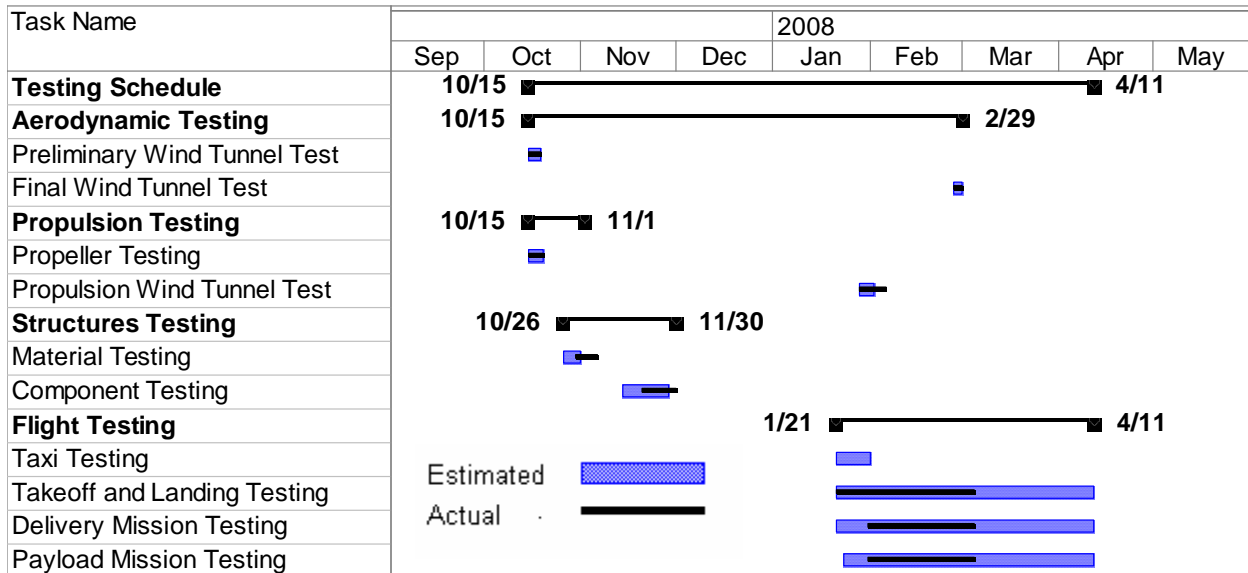 Task Name
2008
Sep Oct Nov Dec Jan Feb Mar Apr May
Testing Schedule 10/15 4/11
Aerodynamic Testing 10/15 2/29
Preliminary Wind Tunnel Test
Final Wind Tunnel Test
Propulsion Testing 10/15 11/1
Propeller Testing
Propulsion Wind Tunnel Test
Structures Testing 10/26 11/30
Material Testing
Component Testing
Flight Testing 1/21 4/11
Taxi Testing
Estimated
Takeoff and Landing Testing
Actual
Delivery Mission Testing
Payload Mission Testing